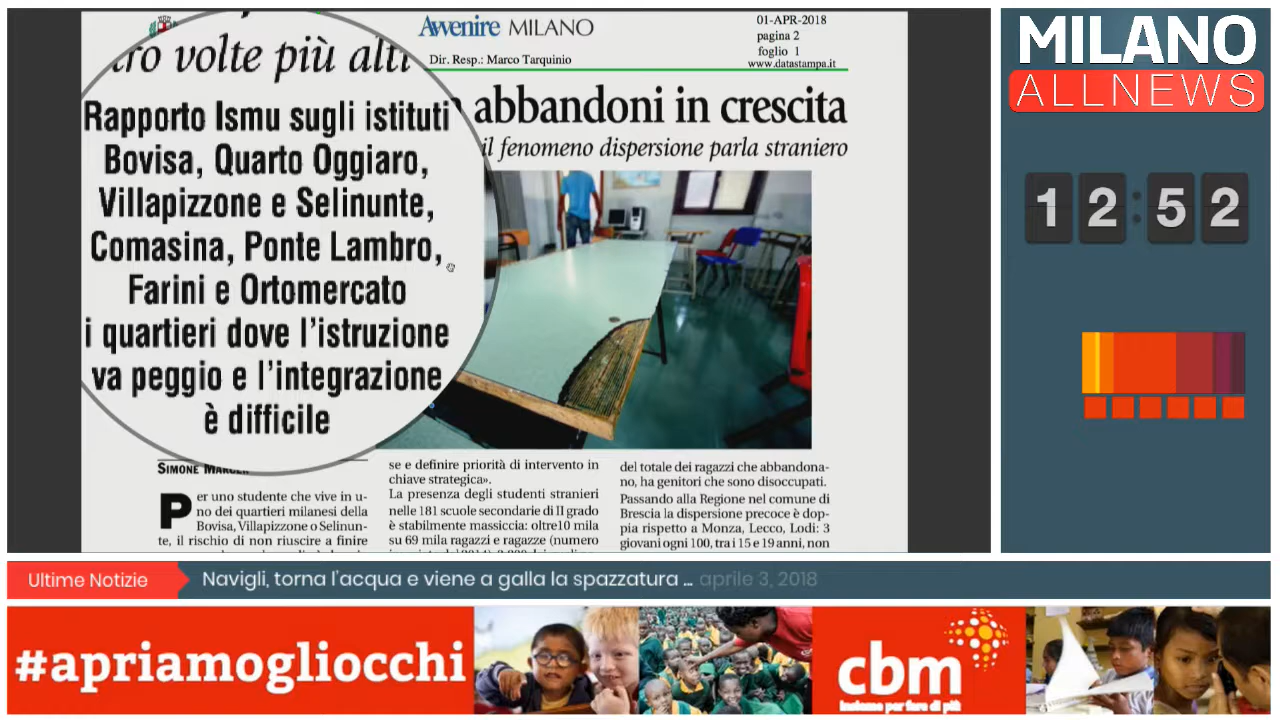 Avvenire MILANO
01-APR-2018
pagina 2
foglio 1
www.datastampa.it
Dir. Resp.: Marco Tarquinio
tro volte più alti
abbandoni in crescita
il fenomeno dispersione parla straniero
Rapporto Ismu sugli istituti
Bovisa, Quarto Oggiaro,
Villapizzone e Selinunte,
Comasina, Ponte Lambro,
Farini e Ortomercato
i quartieri dove l'istruzione
va peggio e l'integrazione
è difficile
SIMONE
Per uno studente che vive in u-
no dei quartieri milanesi della
Bovisa, Villapizzone o Selinun-
te, il rischio di non riuscire a finire
se e definire priorità di intervento in
chiave strategica».
La presenza degli studenti stranieri
nelle 181 scuole secondarie di II grado
è stabilmente massiccia: oltre10 mila
su 69 mila ragazzi e ragazze (numero
del totale dei ragazzi che abbandona-
no, ha genitori che sono disoccupati.
Passando alla Regione nel comune di
Brescia la dispersione precoce è dop-
pia rispetto a Monza, Lecco, Lodi: 3
giovani ogni 100, tra i 15 e 19 anni, non
MILANO
ALLNEWS
12:52
Ultime Notizie
Navigli, torna l'acqua e viene a galla la spazzatura ... aprile 3, 2018
#apriamogliocchi
cbm
insieme per fare di più